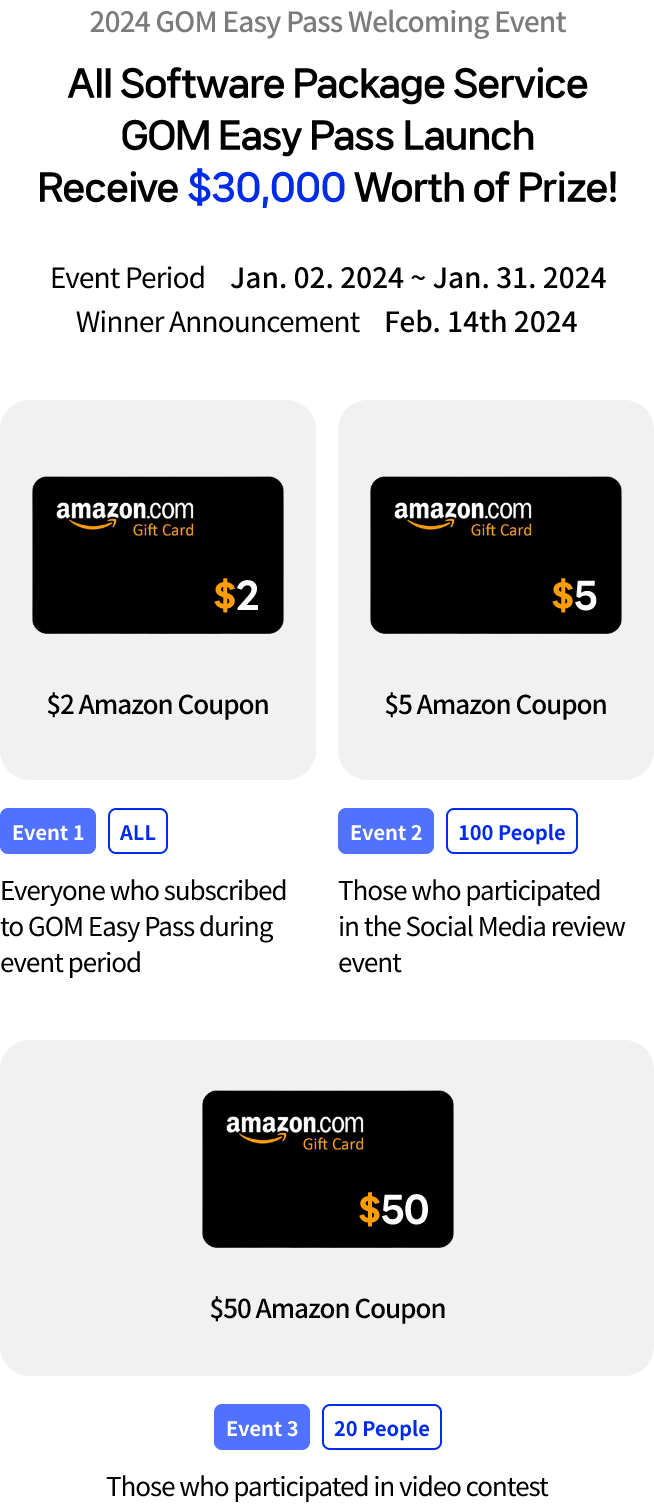 2024 GOM Easy Pass Welcoming Event
All Software Package Service
GOM Easy Pass Launch
Receive $30,000 Worth of Prize!
Event Period Jan. 02. 2024 ~ Jan. 31. 2024
Winner Announcement Feb. 14th 2024
amazon.com
Gift Card
$2
$2 Amazon Coupon
Event 1 ALL
Everyone who subscribed
to GOM Easy Pass during
event period
amazon.com
Gift Card
$5
$5 Amazon Coupon
Event 2 100 People
Those who participated
in the Social Media review
event
amazon.com
Gift Card
$50
$50 Amazon Coupon
Event 3 20 People
Those who participated in video contest